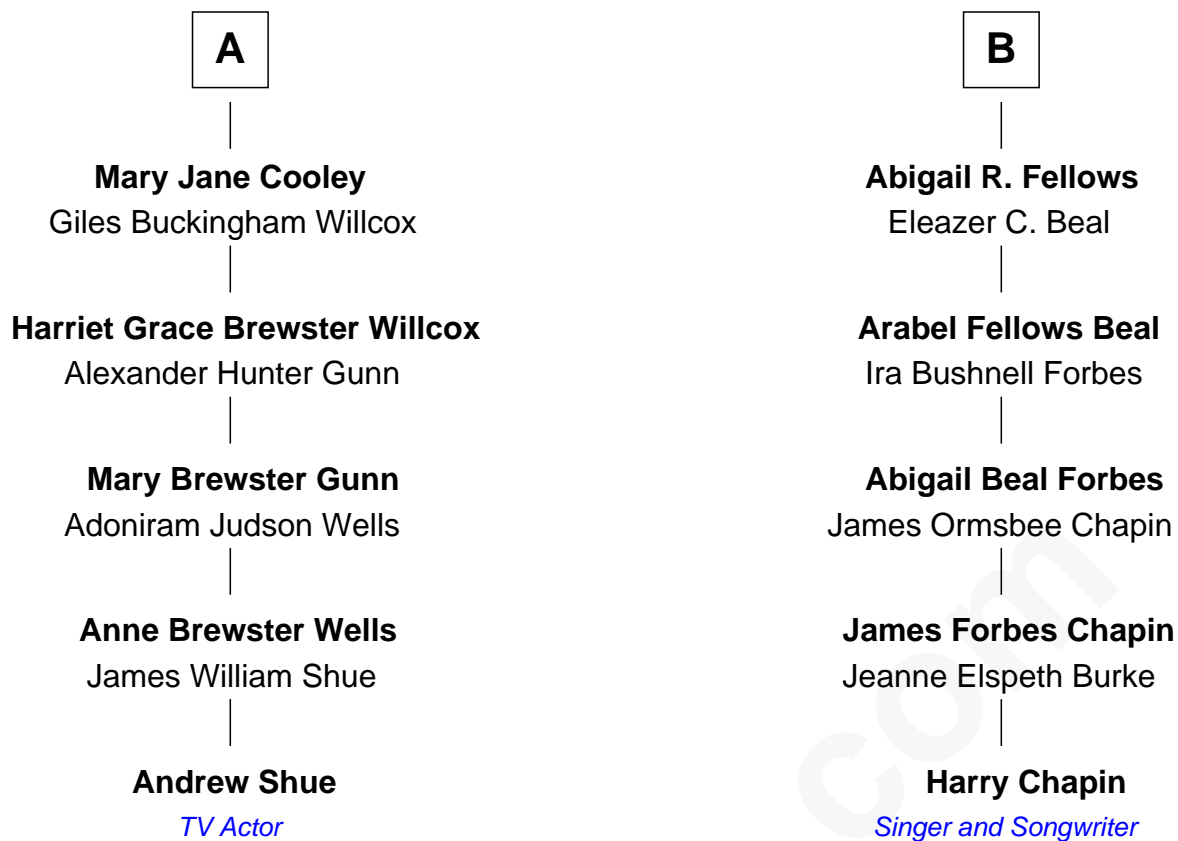 A
Mary Jane Cooley
Giles Buckingham Willcox
Harriet Grace Brewster Willcox
Alexander Hunter Gunn
Mary Brewster Gunn
Adoniram Judson Wells
Anne Brewster Wells
James William Shue
Andrew Shue
TV Actor
B
Abigail R. Fellows
Eleazer C. Beal
Arabel Fellows Beal
Ira Bushnell Forbes
Abigail Beal Forbes
James Ormsbee Chapin
James Forbes Chapin
Jeanne Elspeth Burke
Harry Chapin
Singer and Songwriter
com